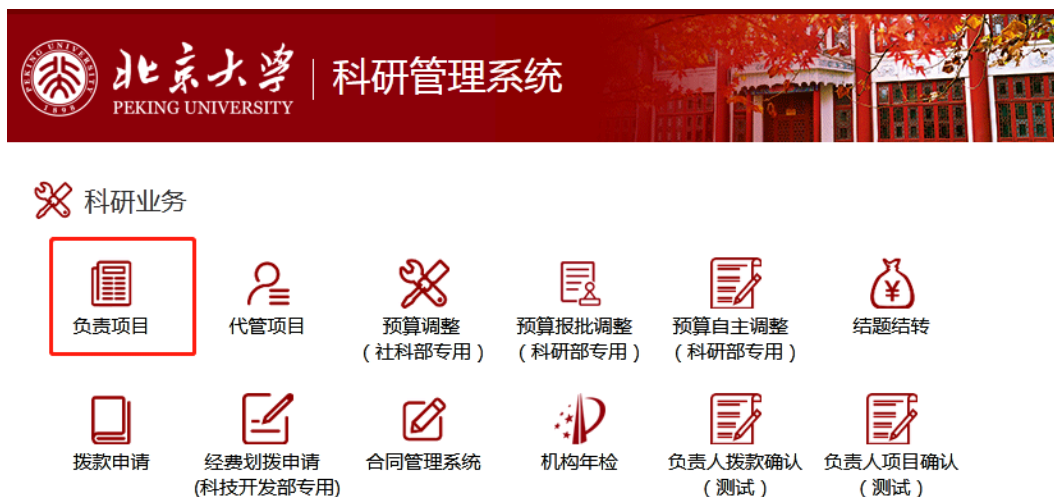 北京大学
PEKING UNIVERSITY
科研管理系统
PEKING UNIVERSITY
1898
科研业务
负责项目
代管项目
预算调整
(社科部专用)
预算报批调整
(科研部专用)
预算自主调整
(科研部专用)
结题结转
拨款申请
经费划拨申请
(科技开发部专用)
合同管理系统
机构年检
负责人拨款确认
(测试)
负责人项目确认
(测试)